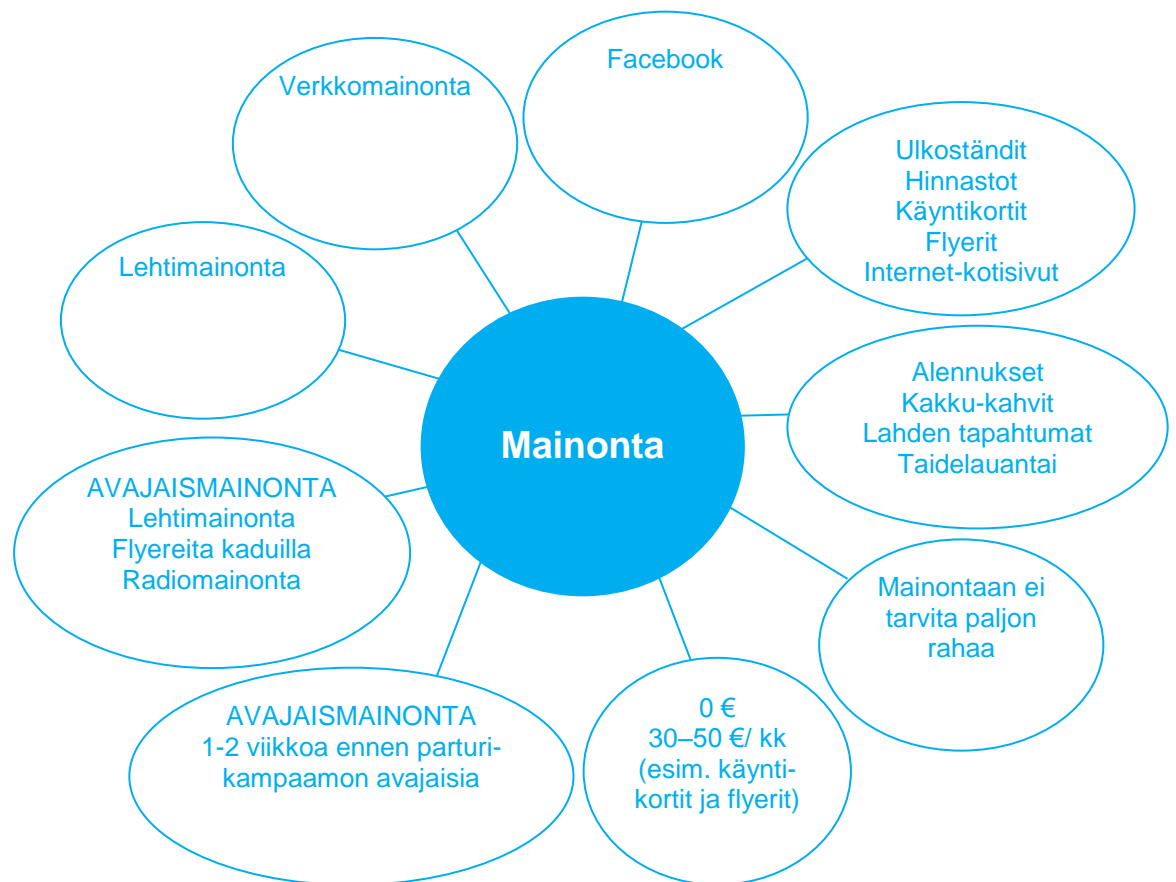 Facebook
Verkkomainonta
Ulkoständit
Hinnastot
Käyntikortit
Flyerit
Internet-kotisivut
Lehtimainonta
Alennukset
Kakku-kahvit
Lahden tapahtumat
Taidelauantai
Mainonta
AVAJAISMAINONTA
Lehtimainonta
Flyereita kaduilla
Radiomainonta
Mainontaan ei
tarvita paljon
rahaa
AVAJAISMAINONTA
1-2 viikkoa ennen parturi-
kampaamon avajaisia
0 €
30–50 €/ kk
(esim. käynti-
kortit ja flyerit)